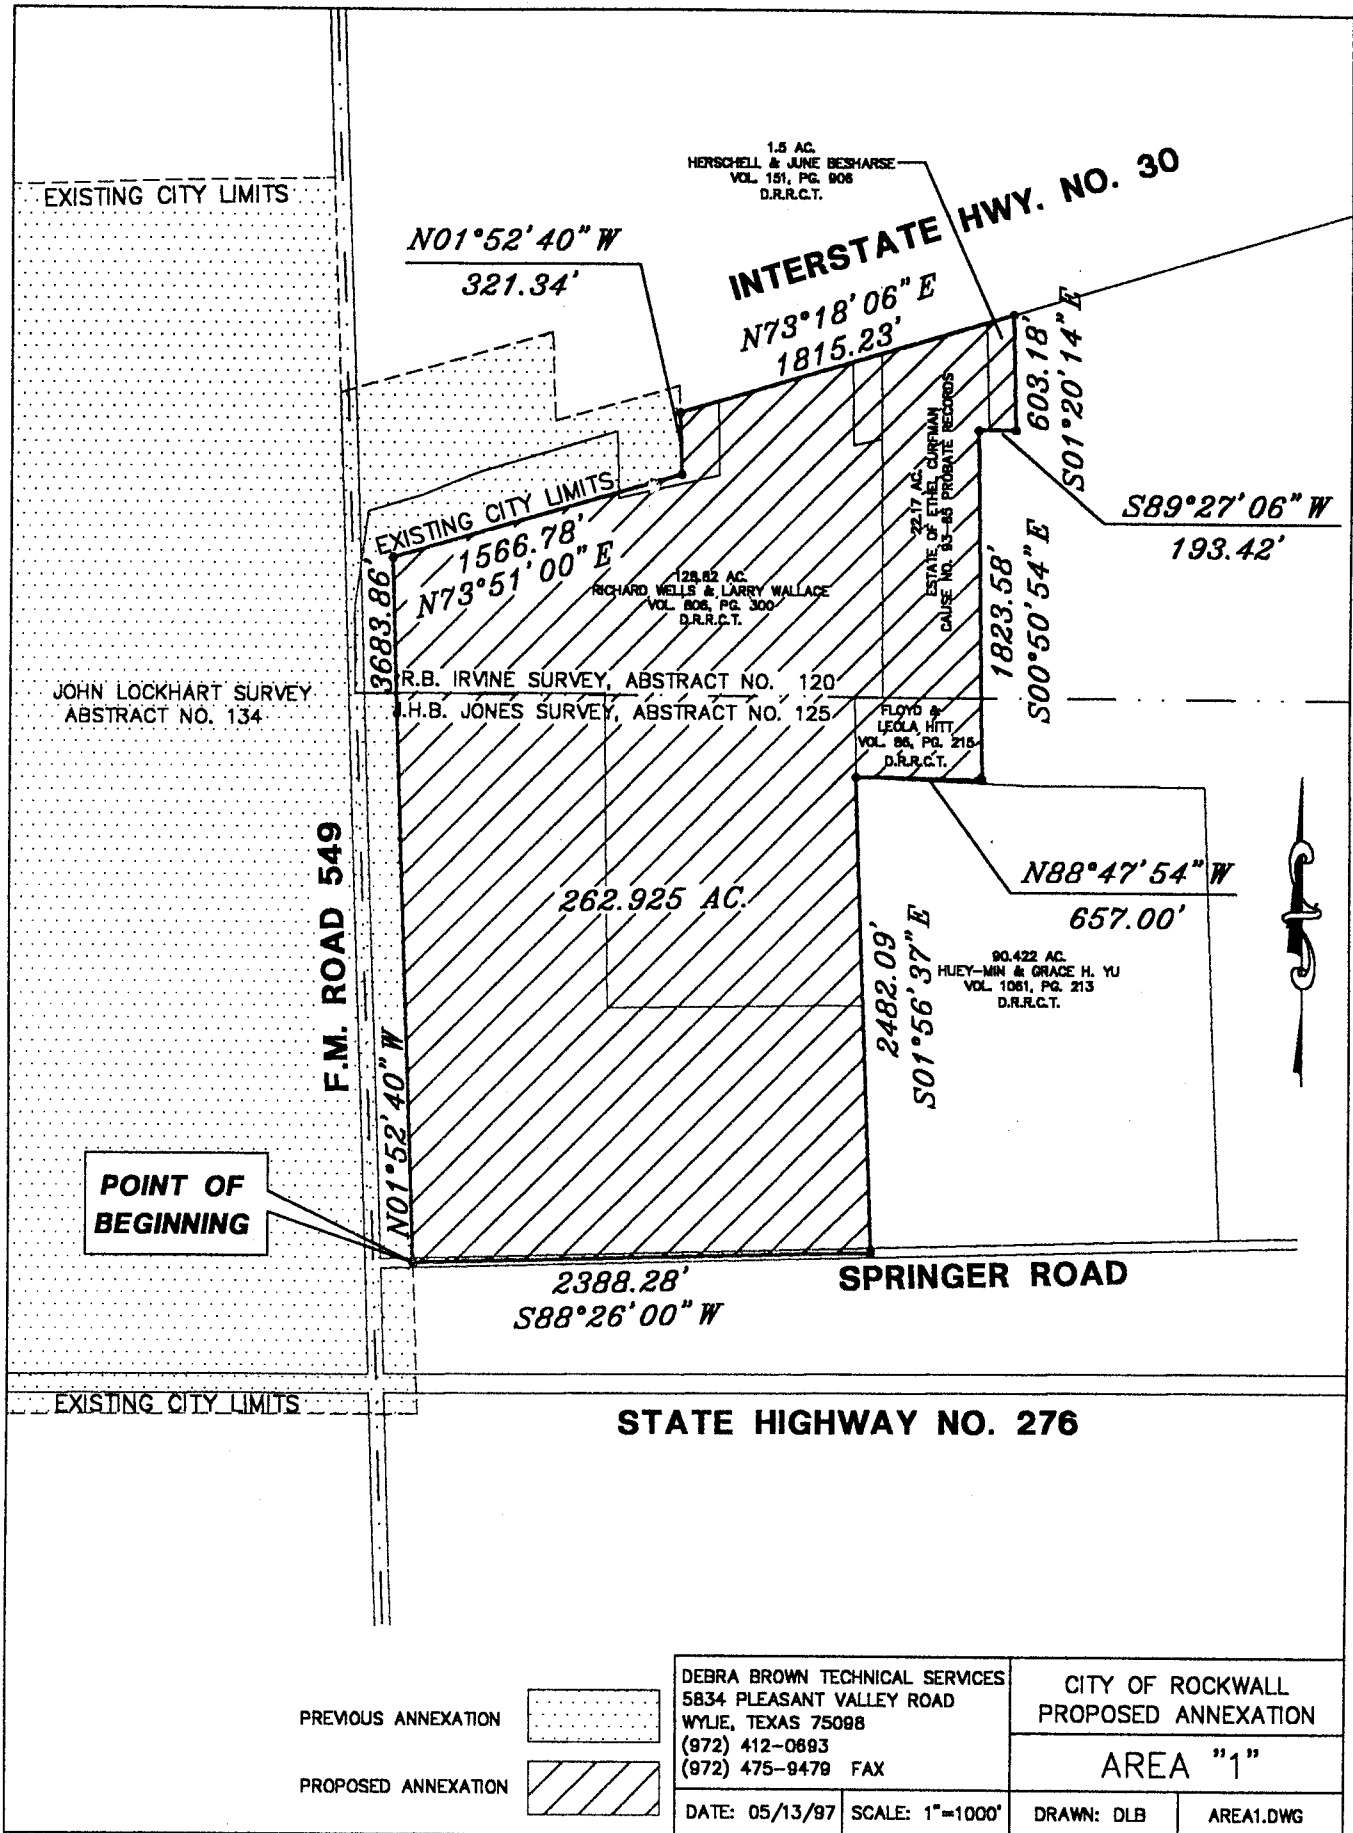 1.5 AC.
HERSCHELL & JUNE BESHARSE
VOL. 151, PG. 906
D.R.R.C.T.
EXISTING CITY LIMITS
N01°52'40" W
321.34'
INTERSTATE HWY. NO. 30
N73°18'06" E
1815.23'
603.18'
S01°20'14" E
S89°27'06" W
193.42'
EXISTING CITY LIMITS
1566.78'
N73°51'00" E
3683.86'
128.82 AC.
RICHARD WELLS & LARRY WALLACE
VOL. 806, PG. 300
D.R.R.C.T.
22.17 AC.
ESTATE OF ETHEL CURFMAN
CAUSE NO. 93-85 PROBATE RECORDS
1823.58'
S00°50'54" E
JOHN LOCKHART SURVEY
ABSTRACT NO. 134
R.B. IRVINE SURVEY, ABSTRACT NO. 120
J.H.B. JONES SURVEY, ABSTRACT NO. 125
FLOYD &
LEOLA HITT
VOL. 86, PG. 215
D.R.R.C.T.
F.M. ROAD 549
262.925 AC.
N88°47'54" W
657.00'
90.422 AC.
HUEY-MIN & GRACE H. YU
VOL. 1061, PG. 213
D.R.R.C.T.
2482.09'
S01°56'37" E
N01°52'40" W
POINT OF
BEGINNING
2388.28'
S88°26'00" W
SPRINGER ROAD
EXISTING CITY LIMITS
STATE HIGHWAY NO. 276
PREVIOUS ANNEXATION
PROPOSED ANNEXATION
DEBRA BROWN TECHNICAL SERVICES
5834 PLEASANT VALLEY ROAD
WYLIE, TEXAS 75098
(972) 412-0693
(972) 475-9479 FAX
CITY OF ROCKWALL
PROPOSED ANNEXATION
AREA "1"
DATE: 05/13/97
SCALE: 1"=1000'
DRAWN: DLB
AREA1.DWG